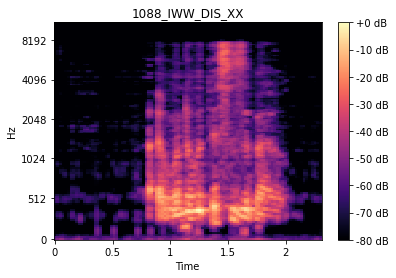 1088_IWW_DIS_XX
+0 dB
8192
-10 dB
4096
-20 dB
-30 dB
2048
Hz
-40 dB
1024
-50 dB
512
-60 dB
-70 dB
0
-80 dB
0 0.5 1 1.5 2
Time